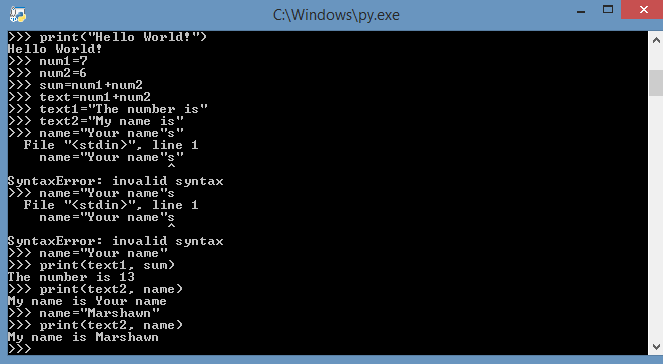 C:\Windows\py.exe
>>> print("Hello World!")
Hello World!
>>> num1=7
>>> num2=6
>>> sum=num1+num2
>>> text=num1+num2
>>> text1="The number is"
>>> text2="My name is"
>>> name="Your name"s"
  File "<stdin>", line 1
    name="Your name"s"
                    ^
SyntaxError: invalid syntax
>>> name="Your name"s
  File "<stdin>", line 1
    name="Your name"s
                    ^
SyntaxError: invalid syntax
>>> name="Your name"
>>> print(text1, sum)
The number is 13
>>> print(text2, name)
My name is Your name
>>> name="Marshawn"
>>> print(text2, name)
My name is Marshawn
>>>